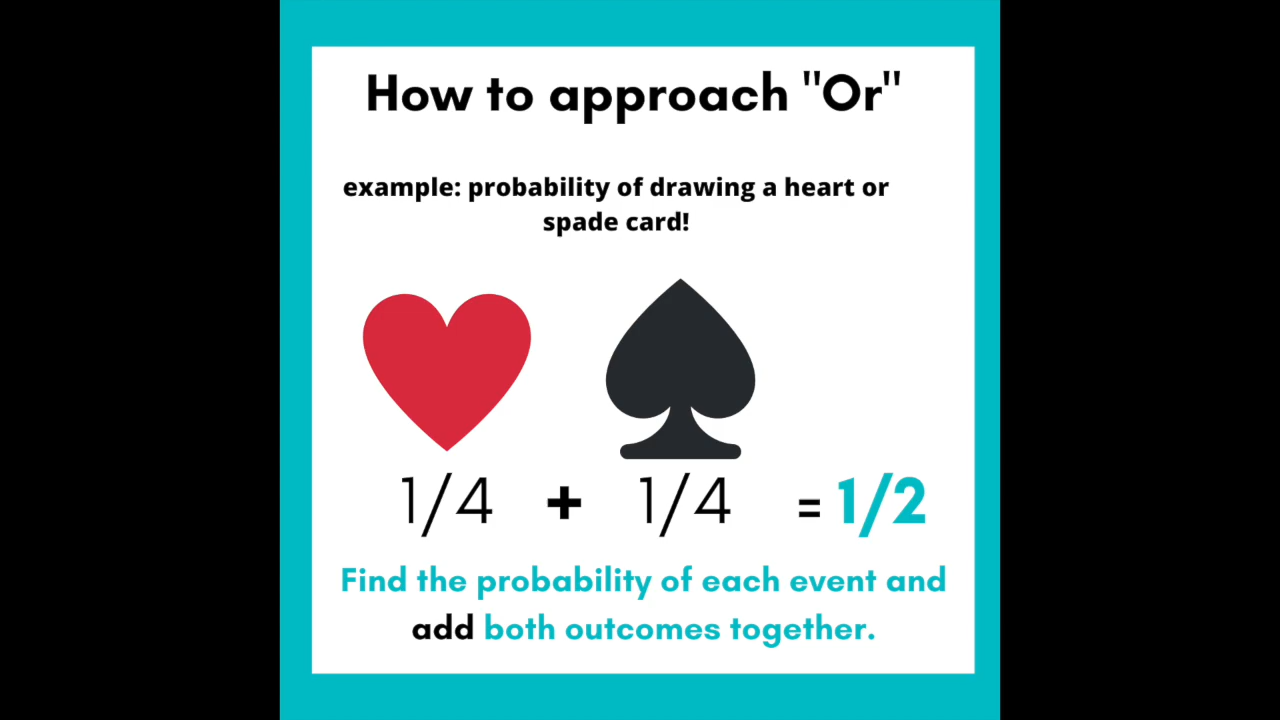 How to approach "Or"
example: probability of drawing a heart or
spade card!
1/4 + 1/4 = 1/2
Find the probability of each event and
add both outcomes together.